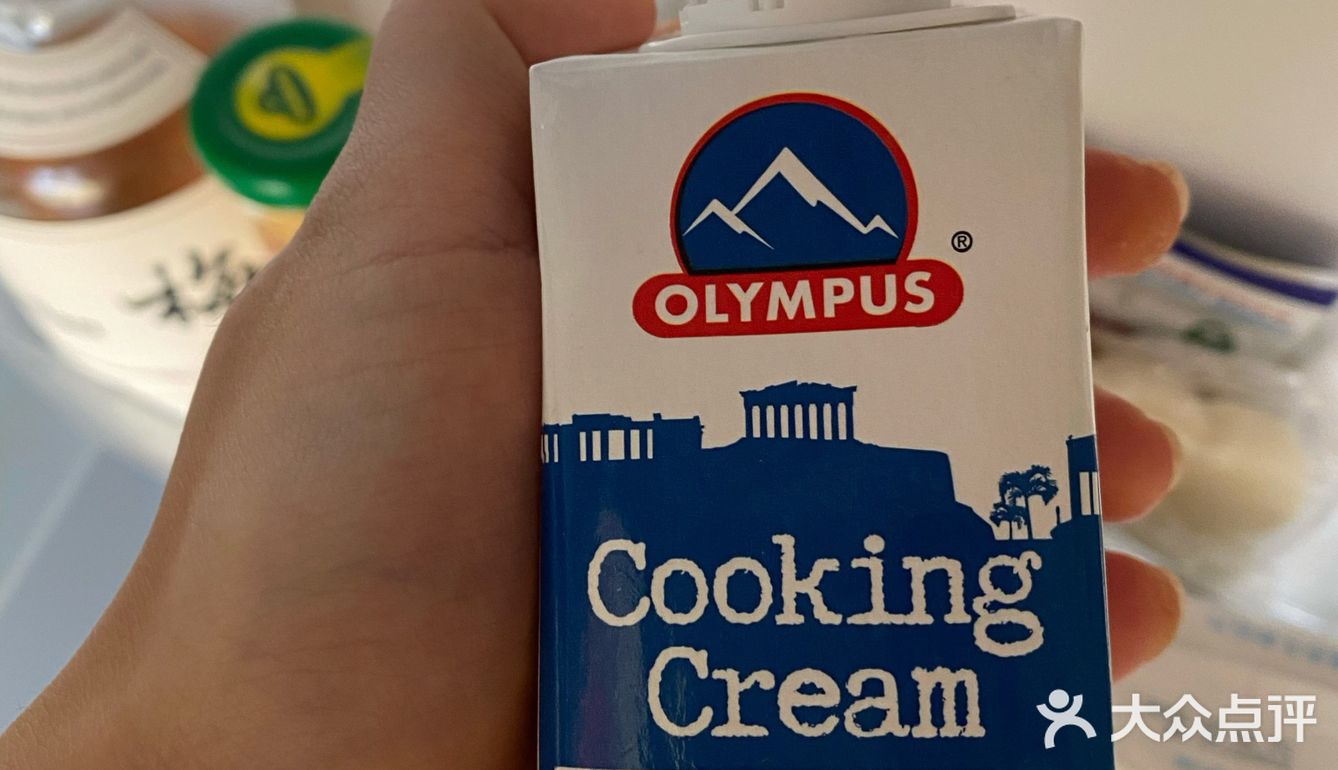 OLYMPUS
®
Cooking
Cream
大众点评